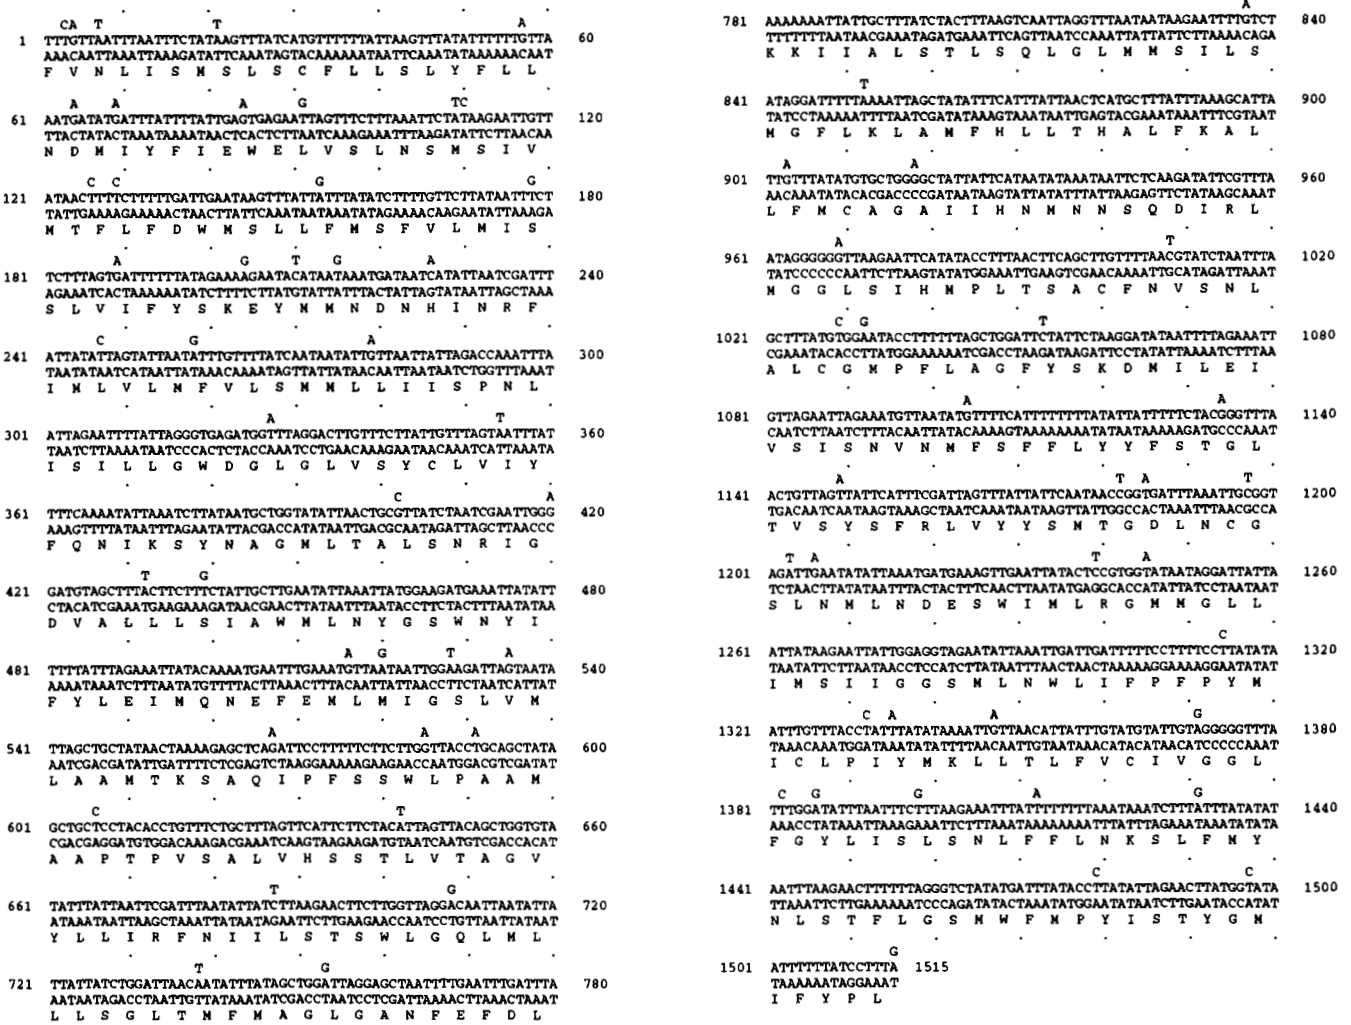 CA T T A
1 TTTGTTAATTTAATTTCTATAAGTTTATCATGTTTTTTATTAAGTTTATATTTTTTGTTA 60
AAACAATTAAATTAAAGATATTCAAATAGTACAAAAAATAATTCAAATATAAAAAACAAT
F V N L I S M S L S C F L L S L Y F L L
A A A G TC
61 AATGATATGATTTATTTTATTGAGTGAGAATTAGTTTCTTTAAATTCTATAAGAATTGTT 120
TTACTATACTAAATAAAATAACTCACTCTTAATCAAAGAAATTTAAGATATTCTTAACAA
N D M I Y F I E W E L V S L N S M S I V
C C G G
121 ATAACTTTTCTTTTTGATTGAATAAGTTTATTATTTATATCTTTTGTTCTTATAATTTCT 180
TATTGAAAAGAAAAACTAACTTATTCAAATAATAAATATAGAAAACAAGAATATTAAAGA
M T F L F D W M S L L F M S F V L M I S
A G T G A
181 TCTTTAGTGATTTTTTATAGAAAAGAATACATAATAAATGATAATCATATTAATCGATTT 240
AGAAATCACTAAAAAATATCTTTTCTTATGTATTATTTACTATTAGTATAATTAGCTAAA
S L V I F Y S K E Y M M N D N H I N R F
C G A
241 ATTATATTAGTATTAATATTTGTTTTATCAATAATATTGTTAATTATTAGACCAAATTTA 300
TAATATAATCATAATTATAAACAAAATAGTTATTATAACAATTAATAATCTGGTTTAAAT
I M L V L M F V L S M M L L I I S P N L
A T
301 ATTAGAATTTTATTAGGGTGAGATGGTTTAGGACTTGTTTCTTATTGTTTAGTAATTTAT 360
TAATCTTAAAATAATCCCACTCTACCAAATCCTGAACAAAGAATAACAAATCATTAAATA
I S I L L G W D G L G L V S Y C L V I Y
C A
361 TTTCAAAATATTAAATCTTATAATGCTGGTATATTAACTGCGTTATCTAATCGAATTGGG 420
AAAGTTTTATAATTTAGAATATTACGACCATATAATTGACGCAATAGATTAGCTTAACCC
F Q N I K S Y N A G M L T A L S N R I G
T G
421 GATGTAGCTTTACTTCTTTCTATTGCTTGAATATTAAATTATGGAAGATGAAATTATATT 480
CTACATCGAAATGAAGAAAGATAACGAACTTATAATTTAATACCTTCTACTTTAATATAA
D V A L L L S I A W M L N Y G S W N Y I
A G T A
481 TTTTATTTAGAAATTATACAAAATGAATTTGAAATGTTAATAATTGGAAGATTAGTAATA 540
AAAATAAATCTTTAATATGTTTTACTTAAACTTTACAATTATTAACCTTCTAATCATTAT
F Y L E I M Q N E F E M L M I G S L V M
A A A
541 TTAGCTGCTATAACTAAAAGAGCTCAGATTCCTTTTTCTTCTTGGTTACCTGCAGCTATA 600
AATCGACGATATTGATTTTCTCGAGTCTAAGGAAAAAGAAGAACCAATGGACGTCGATAT
L A A M T K S A Q I P F S S W L P A A M
C T
601 GCTGCTCCTACACCTGTTTCTGCTTTAGTTCATTCTTCTACATTAGTTACAGCTGGTGTA 660
CGACGAGGATGTGGACAAAGACGAAATCAAGTAAGAAGATGTAATCAATGTCGACCACAT
A A P T P V S A L V H S S T L V T A G V
T G
661 TATTTATTAATTCGATTTAATATTATCTTAAGAACTTCTTGGTTAGGACAATTAATATTA 720
ATAAATAATTAAGCTAAATTATAATAGAATTCTTGAAGAACCAATCCTGTTAATTATAAT
Y L L I R F N I I L S T S W L G Q L M L
T G
721 TTATTATCTGGATTAACAATATTTATAGCTGGATTAGGAGCTAATTTTGAATTTGATTTA 780
AATAATAGACCTAATTGTTATAAATATCGACCTAATCCTCGATTAAAACTTAAACTAAAT
L L S G L T M F M A G L G A N F E F D L
A
781 AAAAAAATTATTGCTTTATCTACTTTAAGTCAATTAGGTTTAATAATAAGAATTTTGTCT 840
TTTTTTTAATAACGAAATAGATGAAATTCAGTTAATCCAAATTATTATTCTTAAAACAGA
K K I I A L S T L S Q L G L M M S I L S
T
841 ATAGGATTTTTAAAATTAGCTATATTTCATTTATTAACTCATGCTTTATTTAAAGCATTA 900
TATCCTAAAAATTTTAATCGATATAAAGTAAATAATTGAGTACGAAATAAATTTCGTAAT
M G F L K L A M F H L L T H A L F K A L
A A
901 TTGTTTATATGTGCTGGGGCTATTATTCATAATATAAATAATTCTCAAGATATTCGTTTA 960
AACAAATATACACGACCCCGATAATAAGTATTATATTTATTAAGAGTTCTATAAGCAAAT
L F M C A G A I I H N M N N S Q D I R L
A T
961 ATAGGGGGGTTAAGAATTCATATACCTTTAACTTCAGCTTGTTTTAACGTATCTAATTTA 1020
TATCCCCCCAATTCTTAAGTATATGGAAATTGAAGTCGAACAAAATTGCATAGATTAAAT
M G G L S I H M P L T S A C F N V S N L
C G T
1021 GCTTTATGTGGAATACCTTTTTTAGCTGGATTCTATTCTAAGGATATAATTTTAGAAATT 1080
CGAAATACACCTTATGGAAAAAATCGACCTAAGATAAGATTCCTATATTAAAATCTTTAA
A L C G M P F L A G F Y S K D M I L E I
A A
1081 GTTAGAATTAGAAATGTTAATATGTTTTCATTTTTTTTATATTATTTTTCTACGGGTTTA 1140
CAATCTTAATCTTTACAATTATACAAAAGTAAAAAAAATATAATAAAAAGATGCCCAAAT
V S I S N V N M F S F F L Y Y F S T G L
A T A T
1141 ACTGTTAGTTATTCATTTCGATTAGTTTATTATTCAATAACCGGTGATTTAAATTGCGGT 1200
TGACAATCAATAAGTAAAGCTAATCAAATAATAAGTTATTGGCCACTAAATTTAACGCCA
T V S Y S F R L V Y Y S M T G D L N C G
T A T A
1201 AGATTGAATATATTAAATGATGAAAGTTGAATTATACTCCGTGGTATAATAGGATTATTA 1260
TCTAACTTATATAATTTACTACTTTCAACTTAATATGAGGCACCATATTATCCTAATAAT
S L N M L N D E S W I M L R G M M G L L
C
1261 ATTATAAGAATTATTGGAGGTAGAATATTAAATTGATTGATTTTTCCTTTTCCTTATATA 1320
TAATATTCTTAATAACCTCCATCTTATAATTTAACTAACTAAAAAGGAAAAGGAATATAT
I M S I I G G S M L N W L I F P F P Y M
C A A G
1321 ATTTGTTTACCTATTTATATAAAATTGTTAACATTATTTGTATGTATTGTAGGGGGTTTA 1380
TAAACAAATGGATAAATATATTTTAACAATTGTAATAAACATACATAACATCCCCCAAAT
I C L P I Y M K L L T L F V C I V G G L
C G G A G
1381 TTTGGATATTTAATTTCTTTAAGAAATTTATTTTTTTTAAATAAATCTTTATTTATATAT 1440
AAACCTATAAATTAAAGAAATTCTTTAAATAAAAAAAATTTATTTAGAAATAAATATATA
F G Y L I S L S N L F F L N K S L F M Y
C C
1441 AATTTAAGAACTTTTTTAGGGTCTATATGATTTATACCTTATATTAGAACTTATGGTATA 1500
TTAAATTCTTGAAAAAATCCCAGATATACTAAATATGGAATATAATCTTGAATACCATAT
N L S T F L G S M W F M P Y I S T Y G M
G
1501 ATTTTTTATCCTTTA 1515
TAAAAAATAGGAAAT
I F Y P L